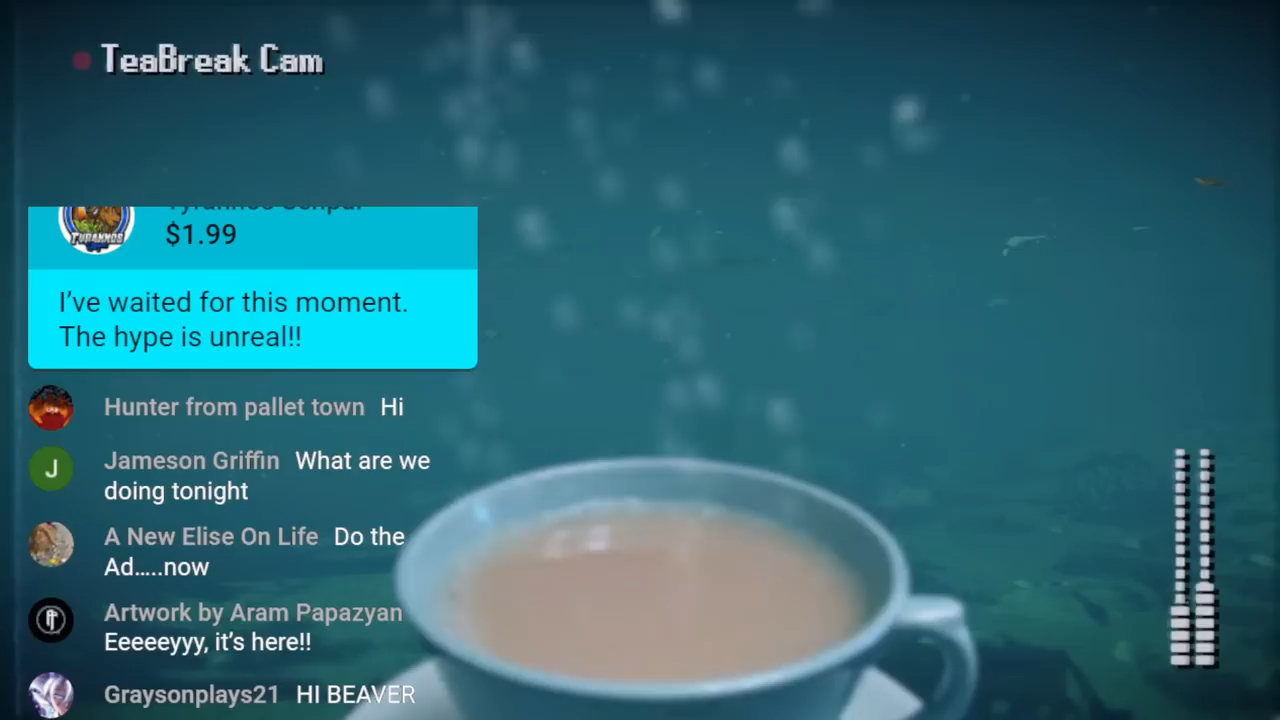 TeaBreak Cam
$1.99
I’ve waited for this moment.
The hype is unreal!!
Hunter from pallet town Hi
Jameson Griffin What are we
doing tonight
A New Elise On Life Do the
Ad…..now
Artwork by Aram Papazyan
Eeeeeyyy, it’s here!!
Graysonplays21 HI BEAVER
J
TYRANNOS